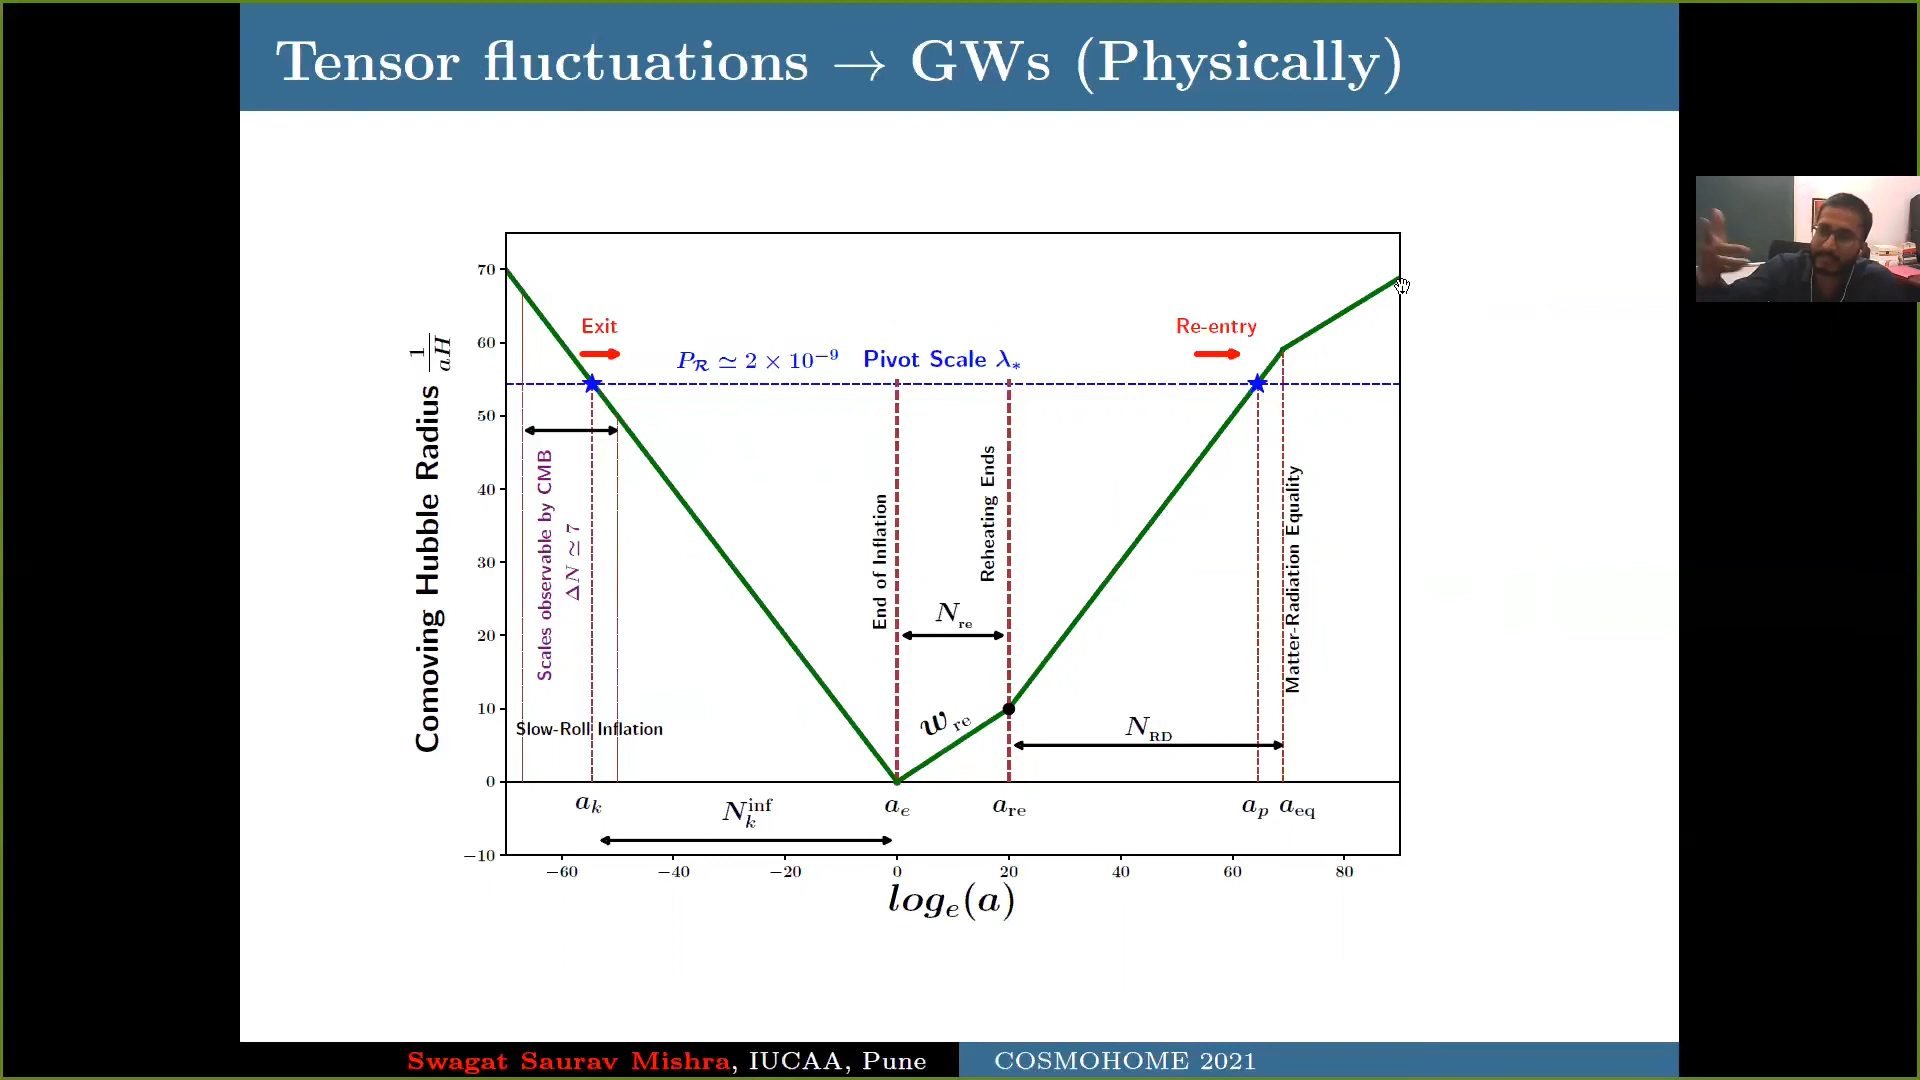 Tensor fluctuations → GWs (Physically)
Comoving Hubble Radius 1/aH
70
60
50
40
30
20
10
0
−10
Exit
Re-entry
P_ℛ ≃ 2 × 10⁻⁹ Pivot Scale λ_*
Scales observable by CMB
ΔN ≃ 7
End of Inflation
Reheating Ends
Matter-Radiation Equality
N_re
w_re
N_RD
Slow-Roll Inflation
a_k
a_e
a_re
a_p
a_eq
N_k^inf
−60
−40
−20
0
20
40
60
80
log_e(a)
Swagat Saurav Mishra, IUCAA, Pune
COSMOHOME 2021